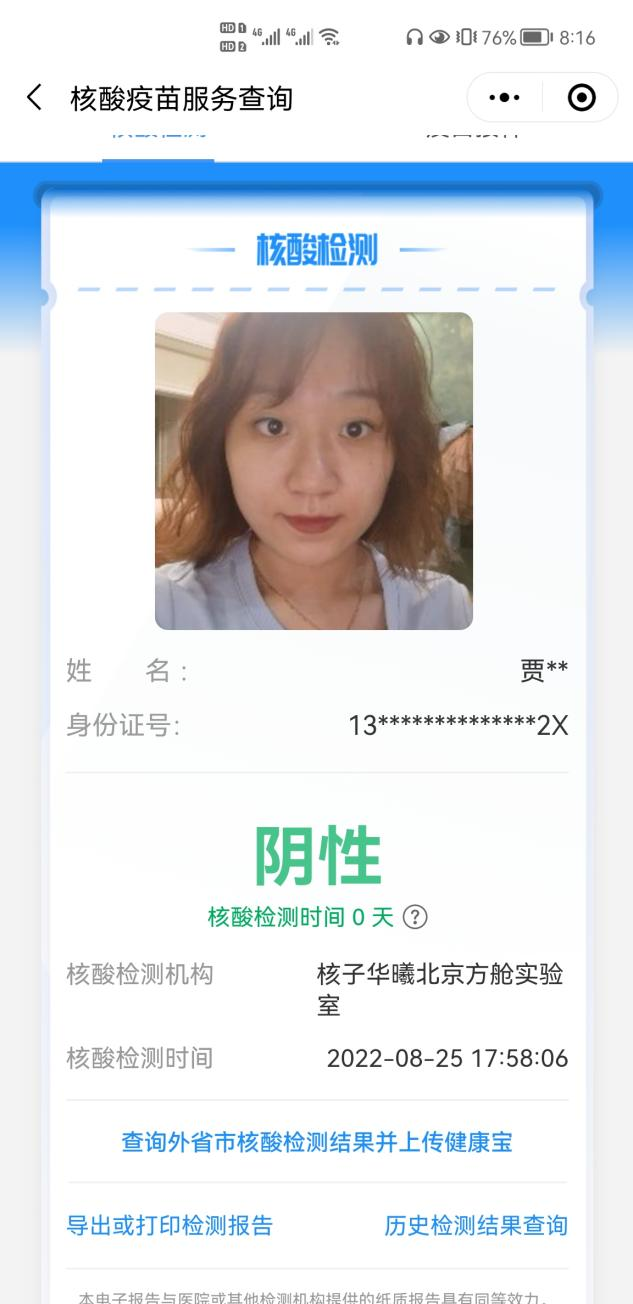 HD 1 4G 4G
HD 2
76% 8:16
核酸疫苗服务查询
核酸检测
姓 名：
贾**
身份证号：
13**************2X
阴性
核酸检测时间 0 天 ?
核酸检测机构
核子华曦北京方舱实验
室
核酸检测时间
2022-08-25 17:58:06
查询外省市核酸检测结果并上传健康宝
导出或打印检测报告
历史检测结果查询
本电子报告与医院或其他检测机构提供的纸质报告具有同等效力，